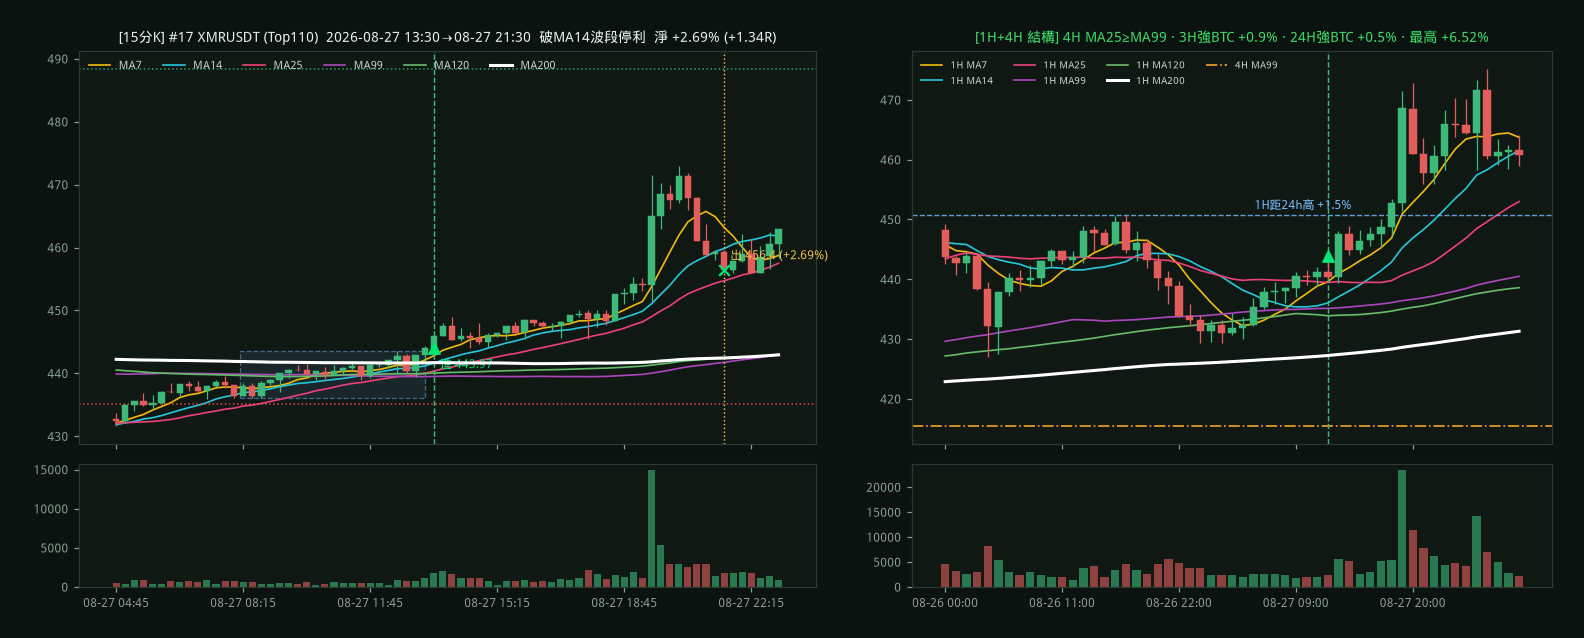 [15分K] #17 XMRUSDT (Top110)  2026-08-27 13:30→08-27 21:30  破MA14波段停利  淨 +2.69% (+1.34R)
MA7 MA14 MA25 MA99 MA120 MA200
490
480
470
460
450
440
430
(+2.69%)
15000
10000
5000
0
08-27 04:45 08-27 08:15 08-27 11:45 08-27 15:15 08-27 18:45 08-27 22:15
[1H+4H 結構] 4H MA25≥MA99 · 3H強BTC +0.9% · 24H強BTC +0.5% · 最高 +6.52%
1H MA7 1H MA25 1H MA120 4H MA99
1H MA14 1H MA99 1H MA200
470
460
450
440
430
420
1H距24h高 +1.5%
20000
15000
10000
5000
0
08-26 00:00 08-26 11:00 08-26 22:00 08-27 09:00 08-27 20:00